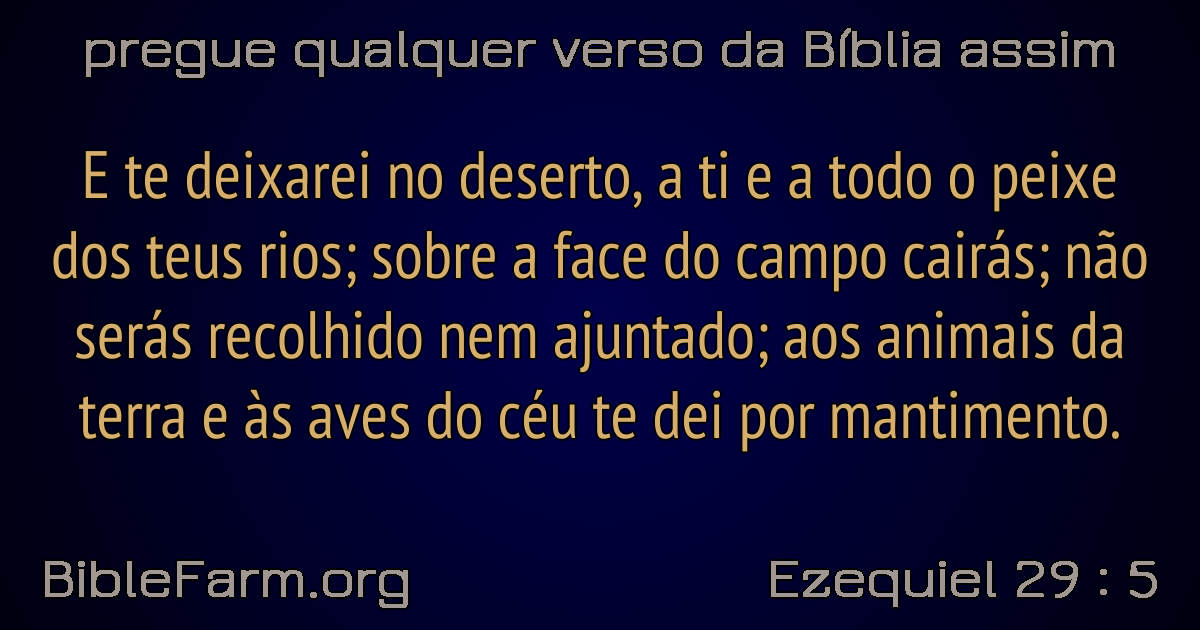 pregue qualquer verso da Bíblia assim
E te deixarei no deserto, a ti e a todo o peixe
dos teus rios; sobre a face do campo cairás; não
serás recolhido nem ajuntado; aos animais da
terra e às aves do céu te dei por mantimento.
BibleFarm.org
Ezequiel 29 : 5